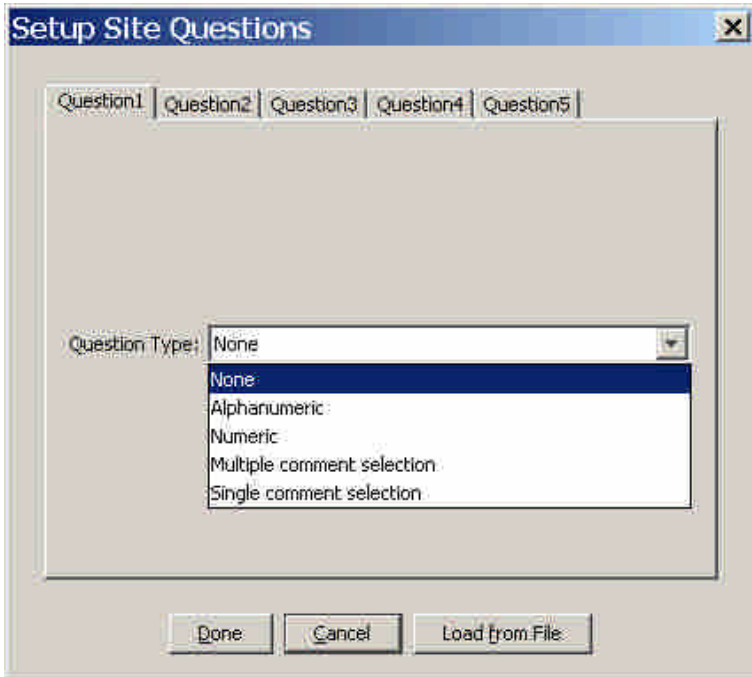 Setup Site Questions
Question1 Question2 Question3 Question4 Question5
Question Type: None
None
Alphanumeric
Numeric
Multiple comment selection
Single comment selection
Done Cancel Load from File